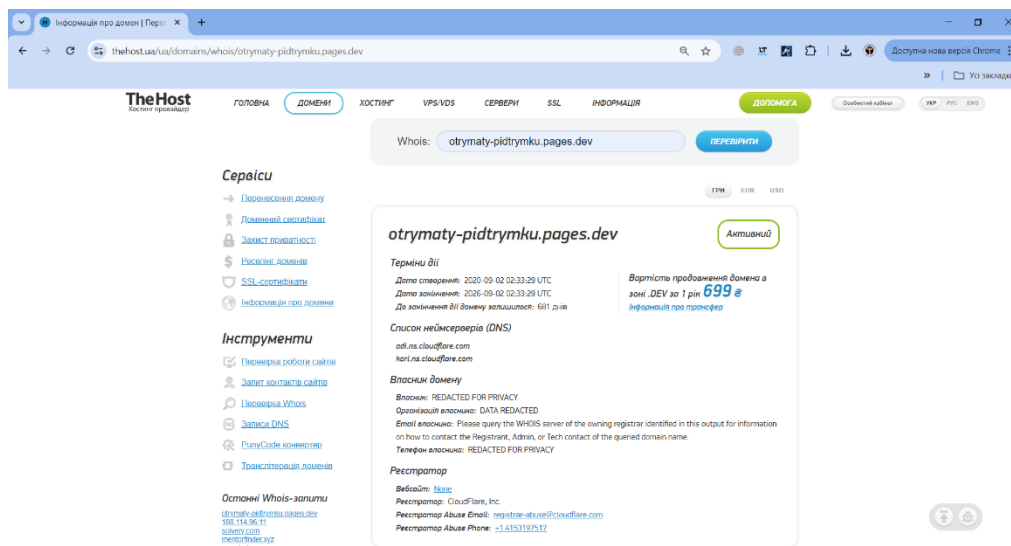 Інформація про домен | Пере
thehost.ua/ua/domains/whois/otrymaty-pidtrymku.pages.dev
Доступна нова версія Chrome
» Усі закладки
TheHost
Хостинг провайдер
ГОЛОВНА ДОМЕНИ ХОСТИНГ VPS/VDS СЕРВЕРИ SSL ІНФОРМАЦІЯ ДОПОМОГА Особистий кабінет УКР РУС ENG
Whois: otrymaty-pidtrymku.pages.dev ПЕРЕВІРИТИ
Сервіси
Перенесення домену
Доменний сертифікат
Захист приватності
Реселінг доменів
SSL-сертифікати
Інформація про домени
Інструменти
Перевірка роботи сайтів
Запит контактів сайтів
Перевірка Whois
Записи DNS
PunyCode конвертер
Транслітерація доменів
Останні Whois-запити
otrymaty-pidtrymku.pages.dev
188.114.96.11
solvery.com
mentorfinder.xyz
ГРН EUR USD
otrymaty-pidtrymku.pages.dev Активний
Терміни дії
Дата створення: 2020-09-02 02:33:29 UTC
Дата закінчення: 2026-09-02 02:33:29 UTC
До закінчення дії домену залишилося: 681 днів
Вартість продовження домена в
зоні .DEV за 1 рік 699 ₴
Інформація про трансфер
Список неймсерверів (DNS)
adi.ns.cloudflare.com
karl.ns.cloudflare.com
Власник домену
Власник: REDACTED FOR PRIVACY
Організація власника: DATA REDACTED
Email власника: Please query the WHOIS server of the owning registrar identified in this output for information
on how to contact the Registrant, Admin, or Tech contact of the queried domain name.
Телефон власника: REDACTED FOR PRIVACY
Реєстратор
Вебсайт: None
Реєстратор: CloudFlare, Inc.
Реєстратор Abuse Email: registrar-abuse@cloudflare.com
Реєстратор Abuse Phone: +1.4153197517